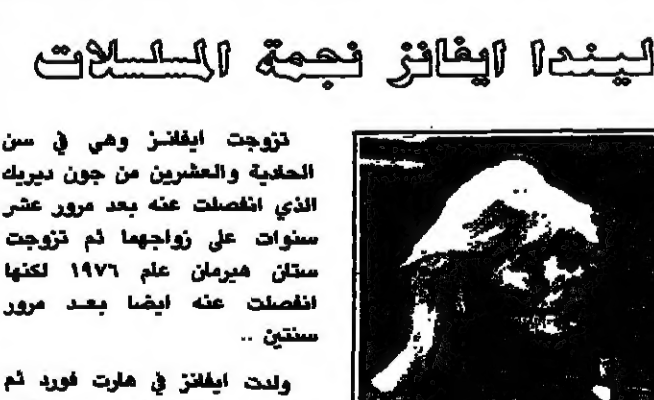 ليندا ايفانز نجمة المسلسلات
تزوجت ايفانز وهي في سن
الحادية والعشرين من جون ديريك
الذي انفصلت عنه بعد مرور عشر
سنوات على زواجهما ثم تزوجت
ستان هيرمان علم ١٩٧٦ لكنها
انفصلت عنه ايضا بعد مرور
سنتين ..
ولدت ايفانز في هارت فورد ثم